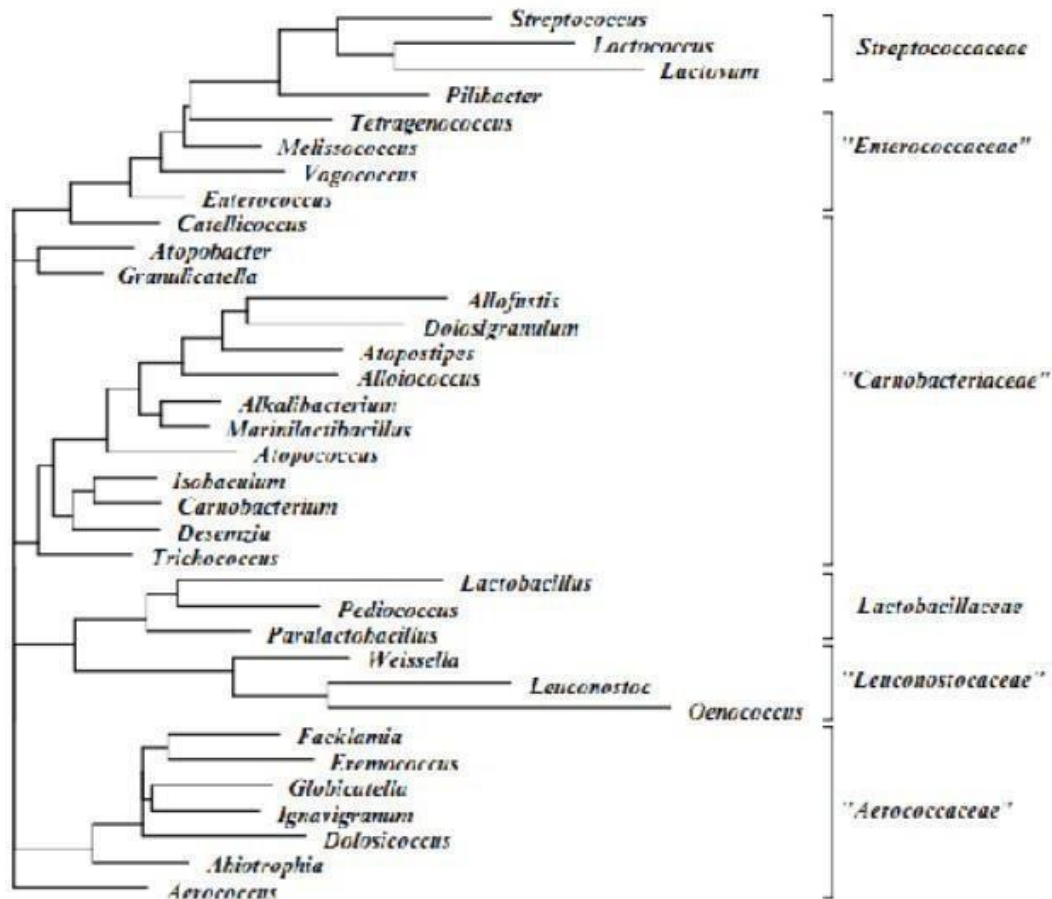 Streptococcus
Lactococcus
Streptococcaceae
Lactovum
Pilibacter
Tetragenococcus
Melissococcus
"Enterococcaceae"
Vagococcus
Enterococcus
Catellicoccus
Atopobacter
Granulicatella
Allofustis
Dolosigranulum
Atopostipes
Alloiococcus
"Carnobacteriaceae"
Alkalibacterium
Marinilactibacillus
Atopococcus
Isobaculum
Carnobacterium
Desemzia
Trichococcus
Lactobacillus
Pediococcus
Lactobacillaceae
Paralactobacillus
Weissella
Leuconostoc
"Leuconostocaceae"
Oenococcus
Facklamia
Eremococcus
Globicatella
Ignavigranum
"Aerococcaceae"
Dolosicoccus
Abiotrophia
Aerococcus